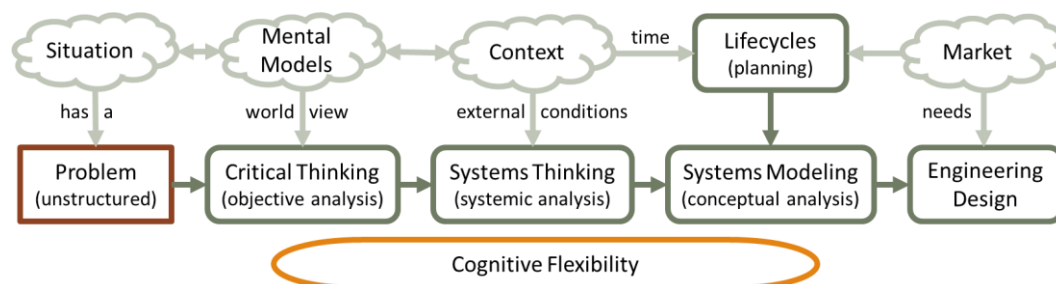 Situation
Mental
Models
Context
time
Lifecycles
(planning)
Market
has a
world view
external conditions
needs
Problem
(unstructured)
Critical Thinking
(objective analysis)
Systems Thinking
(systemic analysis)
Systems Modeling
(conceptual analysis)
Engineering
Design
Cognitive Flexibility